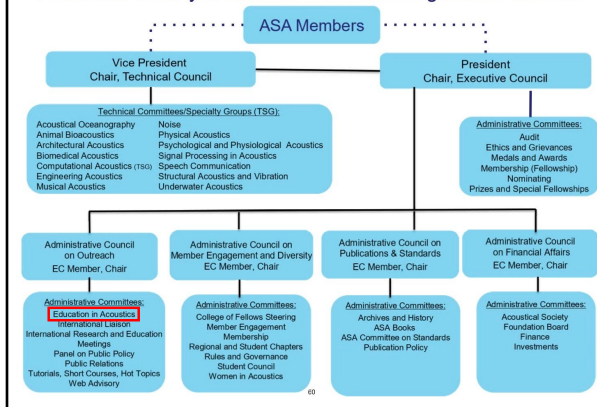 ASA Members
Vice President
Chair, Technical Council
President
Chair, Executive Council
Technical Committees/Specialty Groups (TSG):
Acoustical Oceanography
Animal Bioacoustics
Architectural Acoustics
Biomedical Acoustics
Computational Acoustics (TSG)
Engineering Acoustics
Musical Acoustics
Noise
Physical Acoustics
Psychological and Physiological Acoustics
Signal Processing in Acoustics
Speech Communication
Structural Acoustics and Vibration
Underwater Acoustics
Administrative Committees:
Audit
Ethics and Grievances
Medals and Awards
Membership (Fellowship)
Nominating
Prizes and Special Fellowships
Administrative Council
on Outreach
EC Member, Chair
Administrative Council on
Member Engagement and Diversity
EC Member, Chair
Administrative Council on
Publications & Standards
EC Member, Chair
Administrative Council
on Financial Affairs
EC Member, Chair
Administrative Committees:
Education in Acoustics
International Liaison
International Research and Education
Meetings
Panel on Public Policy
Public Relations
Tutorials, Short Courses, Hot Topics
Web Advisory
Administrative Committees:
College of Fellows Steering
Member Engagement
Membership
Regional and Student Chapters
Rules and Governance
Student Council
Women in Acoustics
Administrative Committees:
Archives and History
ASA Books
ASA Committee on Standards
Publication Policy
Administrative Committees:
Acoustical Society
Foundation Board
Finance
Investments
60